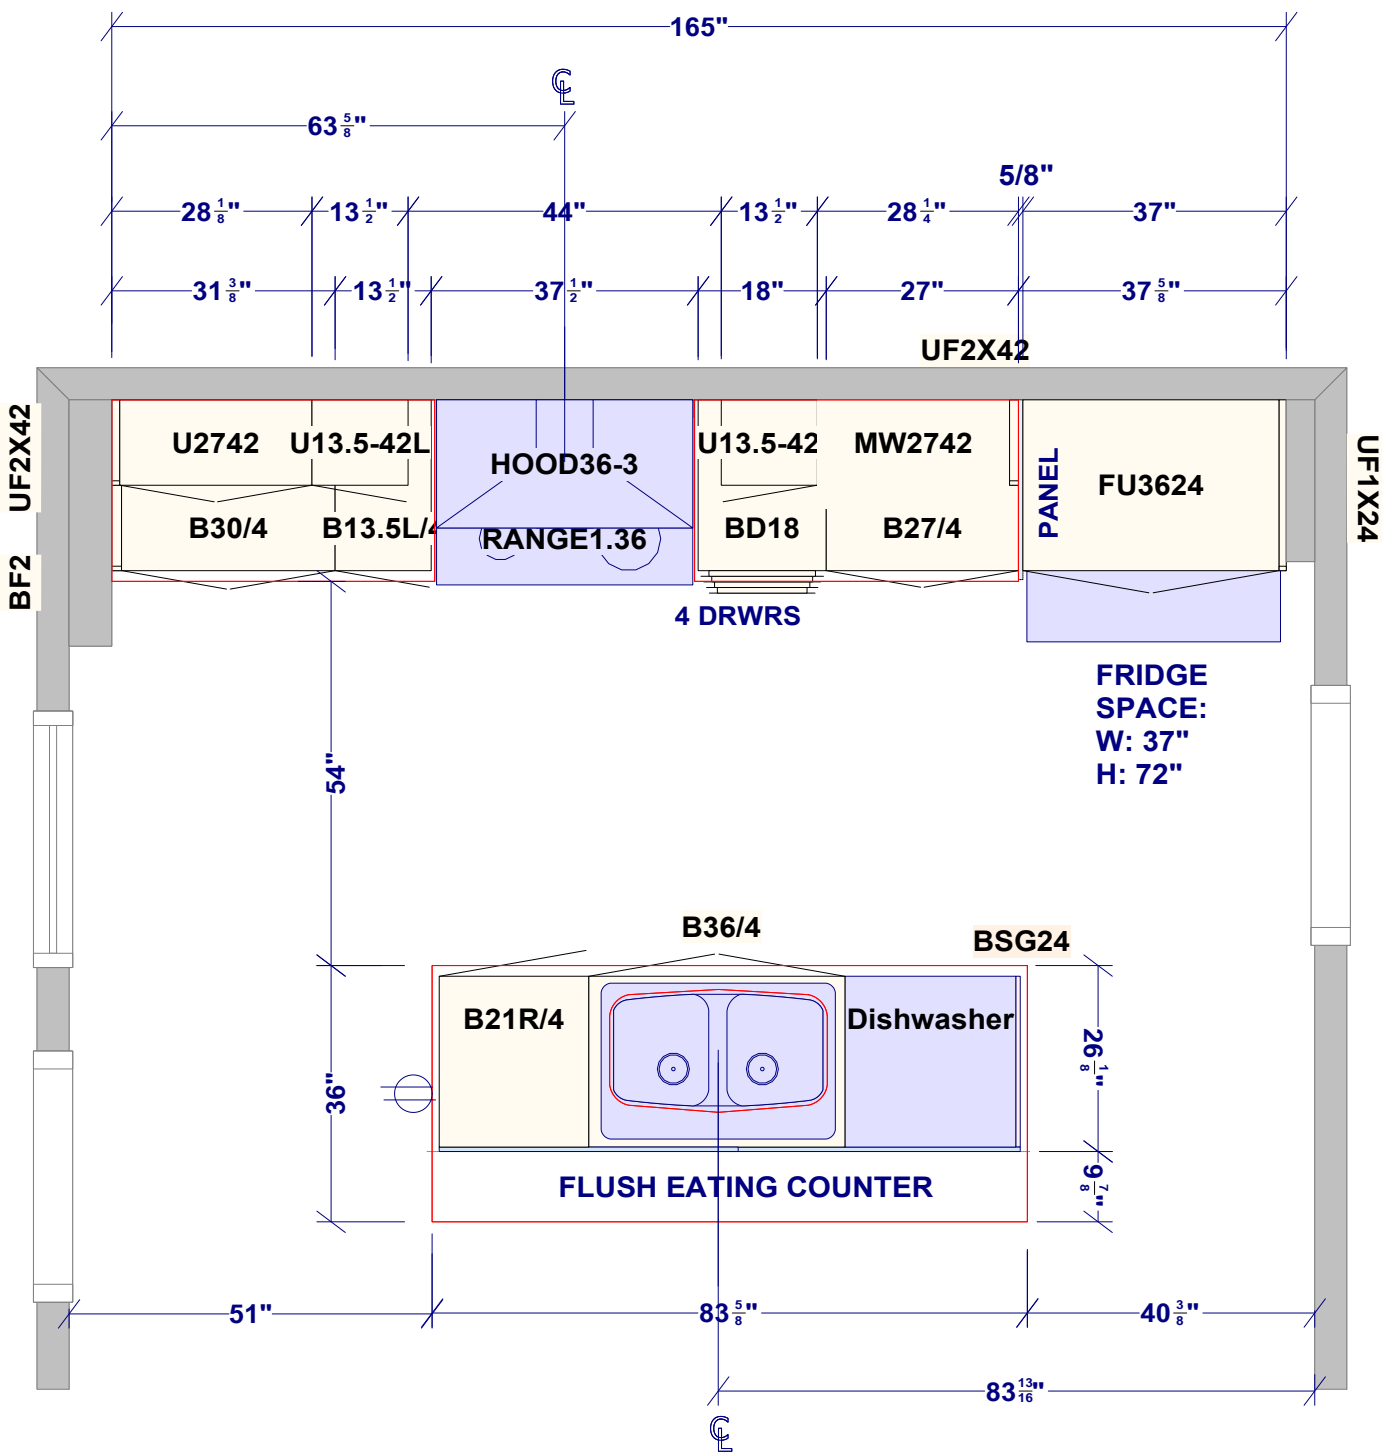 165"
℄
63 5/8"
5/8"
28 1/8" 13 1/2" 44" 13 1/2" 28 1/4" 37"
31 3/8" 13 1/2" 37 1/2" 18" 27" 37 5/8"
UF2X42
UF2X42
BF2
U2742 U13.5-42L HOOD36-3 U13.5-42 MW2742 FU3624
PANEL
UF1X24
B30/4 B13.5L/4 RANGE1.36 BD18 B27/4
4 DRWRS
FRIDGE
SPACE:
W: 37"
H: 72"
54"
B36/4 BSG24
B21R/4 Dishwasher
36"
26 1/8"
9 7/8"
FLUSH EATING COUNTER
51" 83 5/8" 40 3/8"
83 13/16"
℄